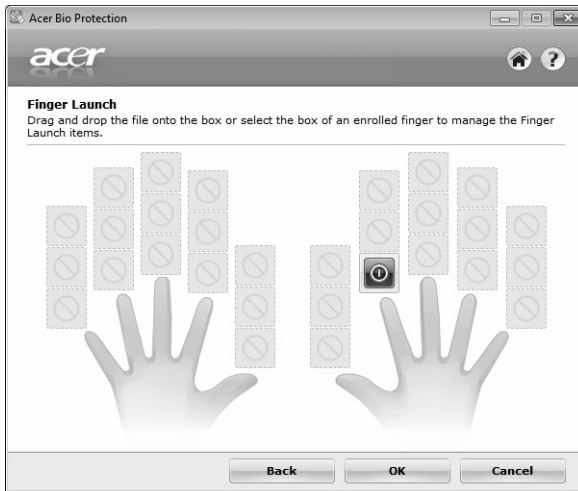 Acer Bio Protection
acer
?
Finger Launch
Drag and drop the file onto the box or select the box of an enrolled finger to manage the Finger
Launch items.
Back OK Cancel